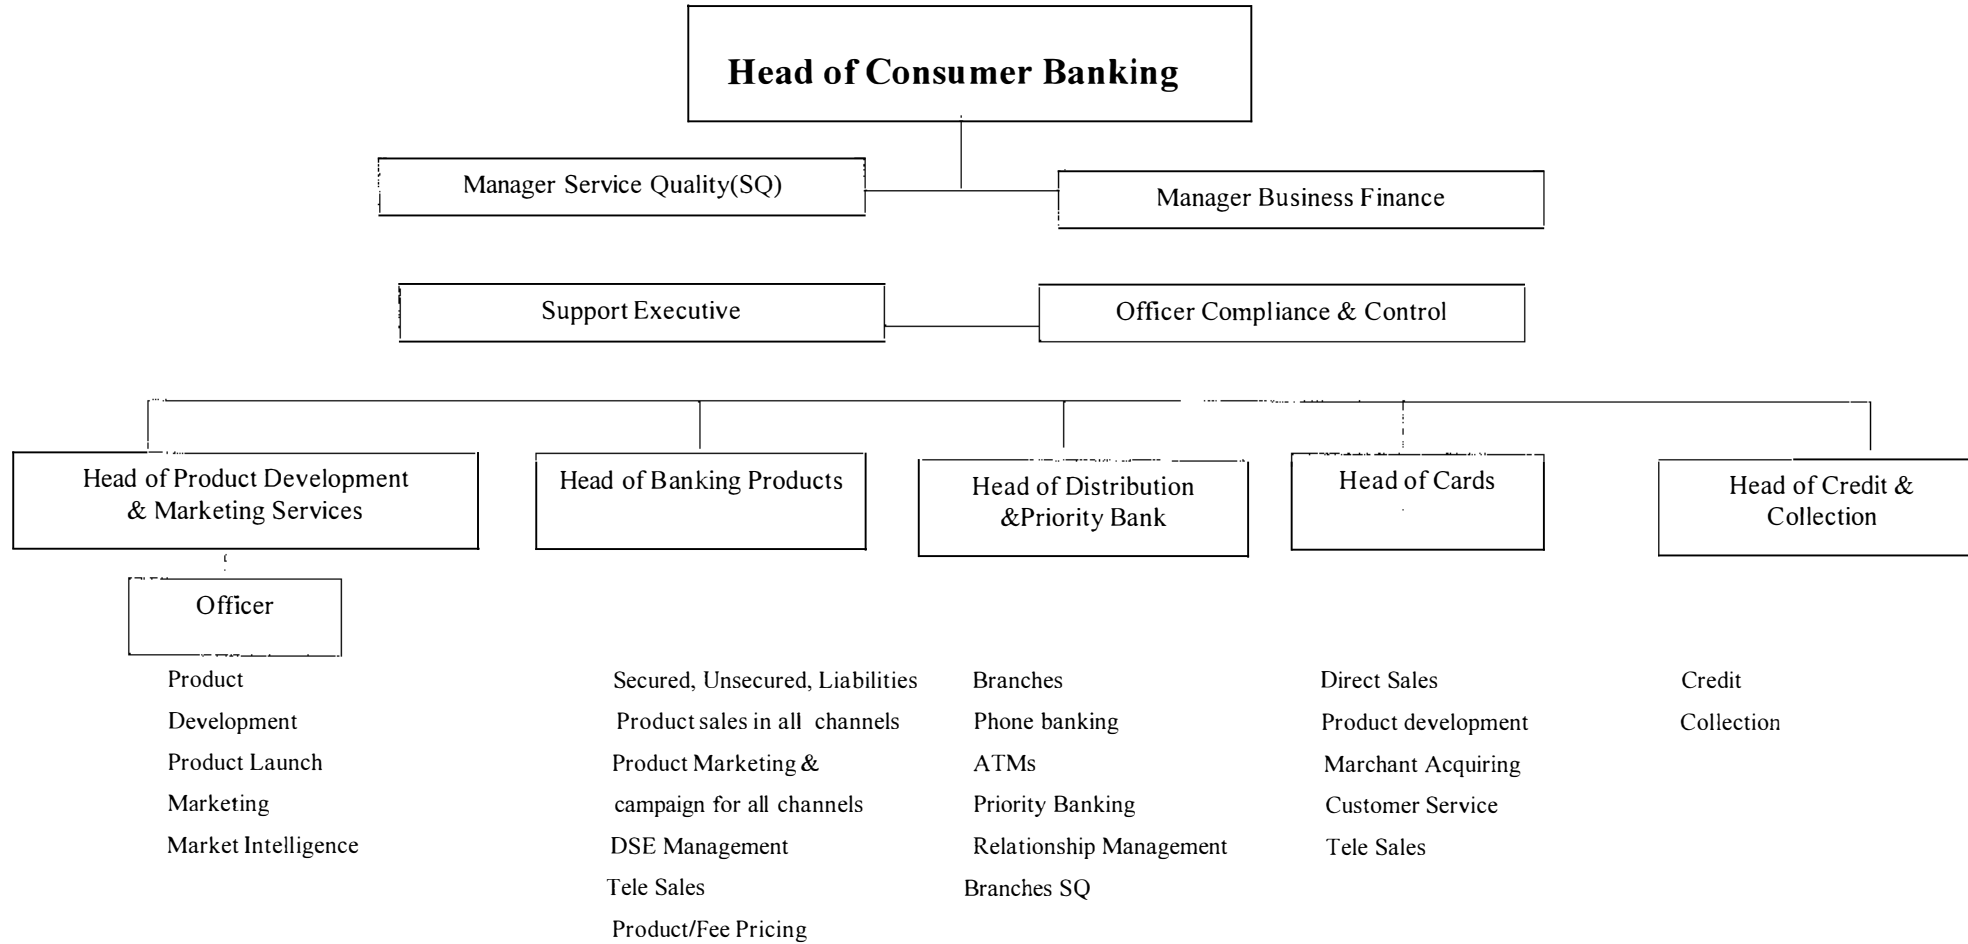 Head of Consumer Banking
Manager Service Quality(SQ)
Manager Business Finance
Support Executive
Officer Compliance & Control
Head of Product Development
& Marketing Services
Head of Banking Products
Head of Distribution
&Priority Bank
Head of Cards
Head of Credit &
Collection
Officer
Product
Development
Product Launch
Marketing
Market Intelligence
Secured, Unsecured, Liabilities
Product sales in all channels
Product Marketing &
campaign for all channels
DSE Management
Tele Sales
Product/Fee Pricing
Branches
Phone banking
ATMs
Priority Banking
Relationship Management
Branches SQ
Direct Sales
Product development
Marchant Acquiring
Customer Service
Tele Sales
Credit
Collection